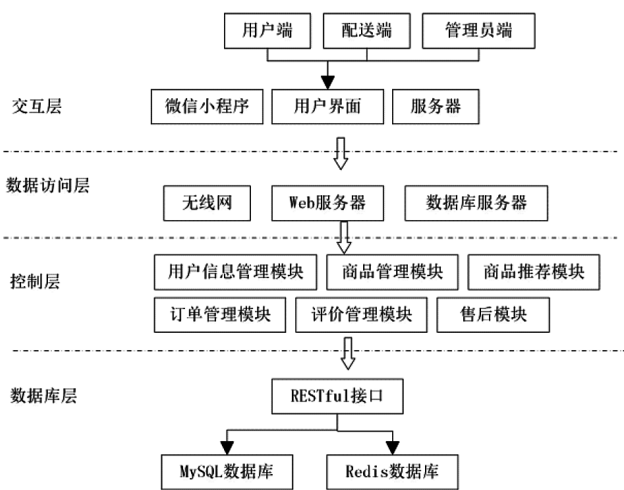 用户端 配送端 管理员端
交互层 微信小程序 用户界面 服务器
数据访问层 无线网 Web服务器 数据库服务器
控制层 用户信息管理模块 商品管理模块 商品推荐模块
订单管理模块 评价管理模块 售后模块
数据库层 RESTful接口
MySQL数据库 Redis数据库